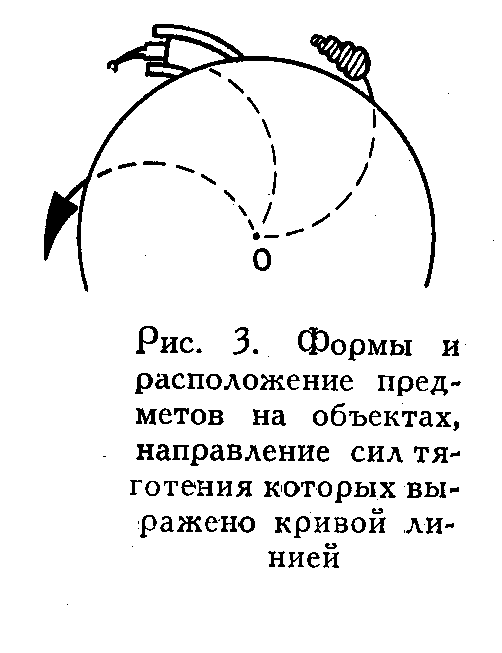 О
Рис. 3. Формы и
расположение пред-
метов на объектах,
направление сил тя-
готения которых вы-
ражено кривой ли-
нией